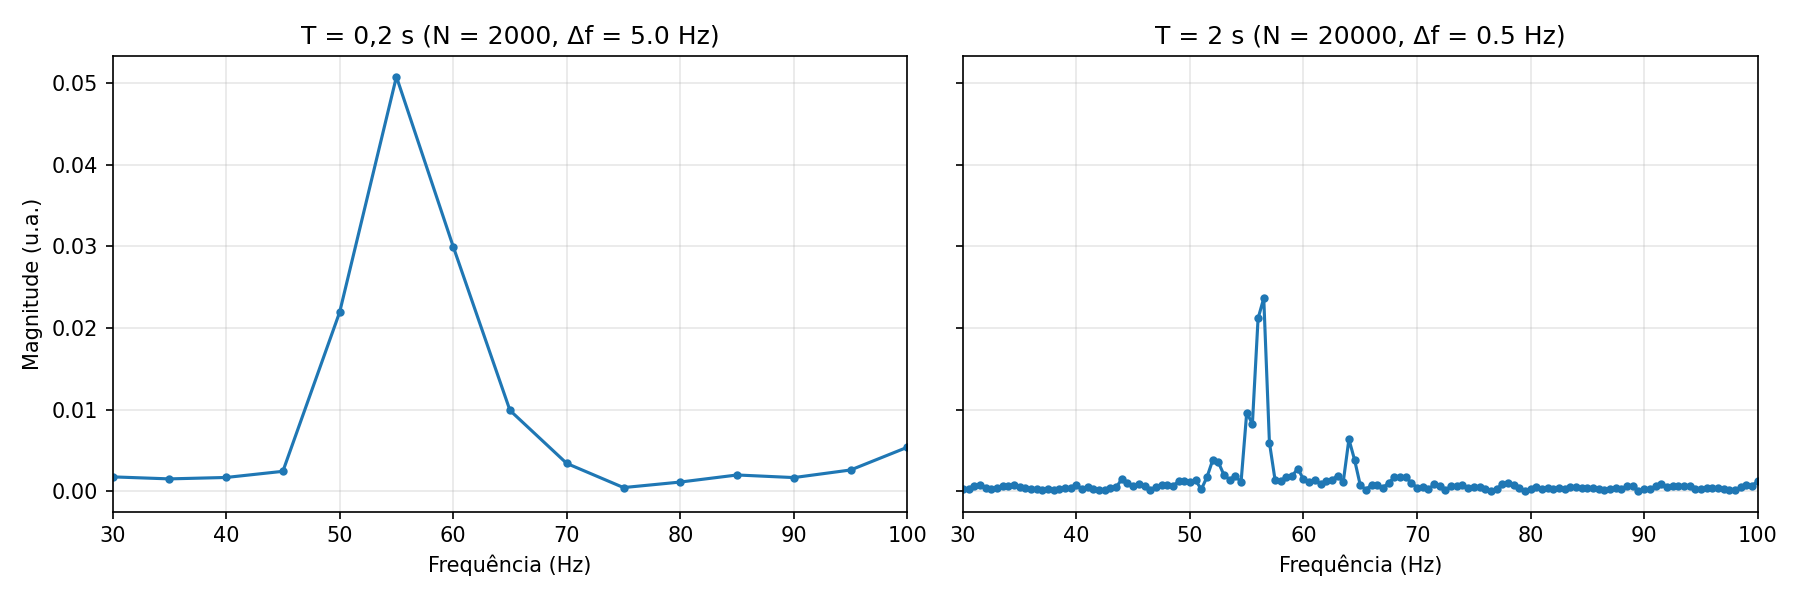 T = 0,2 s (N = 2000, Δf = 5.0 Hz)
Magnitude (u.a.)
0.05
0.04
0.03
0.02
0.01
0.00
30 40 50 60 70 80 90 100
Frequência (Hz)
T = 2 s (N = 20000, Δf = 0.5 Hz)
30 40 50 60 70 80 90 100
Frequência (Hz)